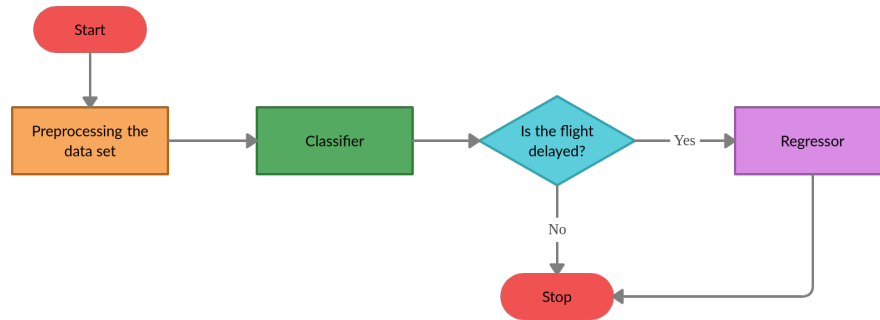 Start
Preprocessing the
data set
Classifier
Is the flight
delayed?
Yes
Regressor
No
Stop